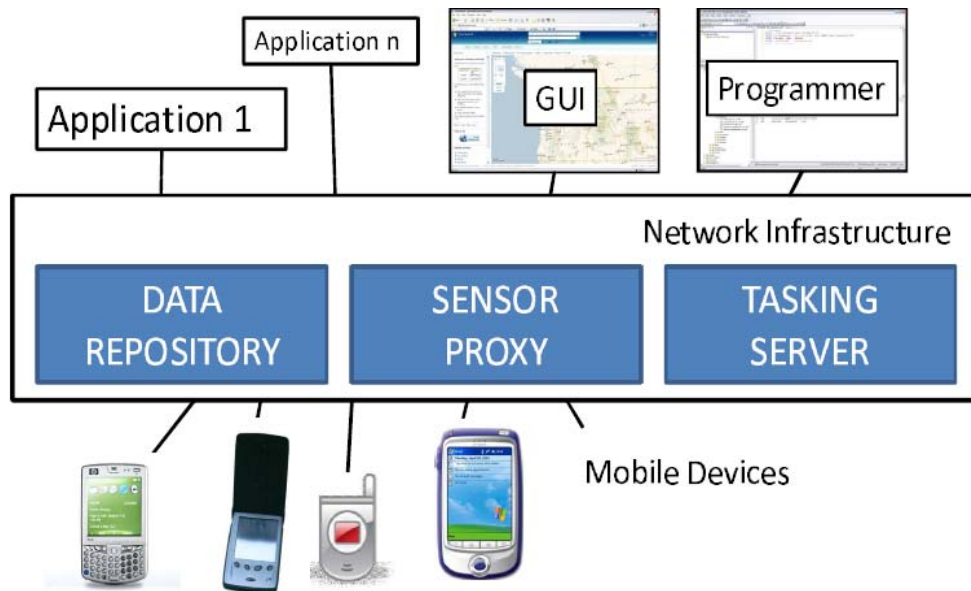 Application n
Application 1
GUI
Programmer
Network Infrastructure
DATA
REPOSITORY
SENSOR
PROXY
TASKING
SERVER
Mobile Devices